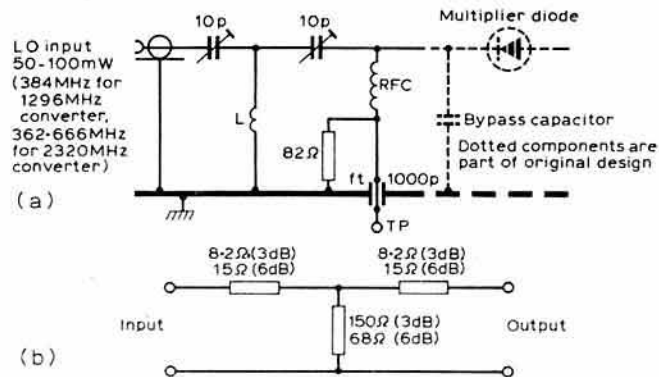 10p
10p
Multiplier diode
LO input
50-100mW
(384MHz for
1296MHz
converter,
362·666MHz
for 2320MHz
converter)
L
RFC
82Ω
Bypass capacitor
Dotted components are
part of original design
ft
1000p
TP
(a)
8·2Ω(3dB)
15Ω(6dB)
8·2Ω(3dB)
15Ω(6dB)
150Ω(3dB)
68Ω(6dB)
Input
Output
(b)